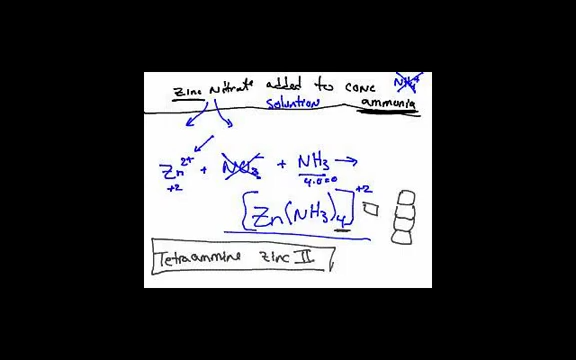 Zinc Nitrate added to conc NH4+
solution ammonia
Zn2+ + NO3 + NH3 →
+2 4·0=0
[Zn(NH3)4]+2
Tetraammine Zinc II